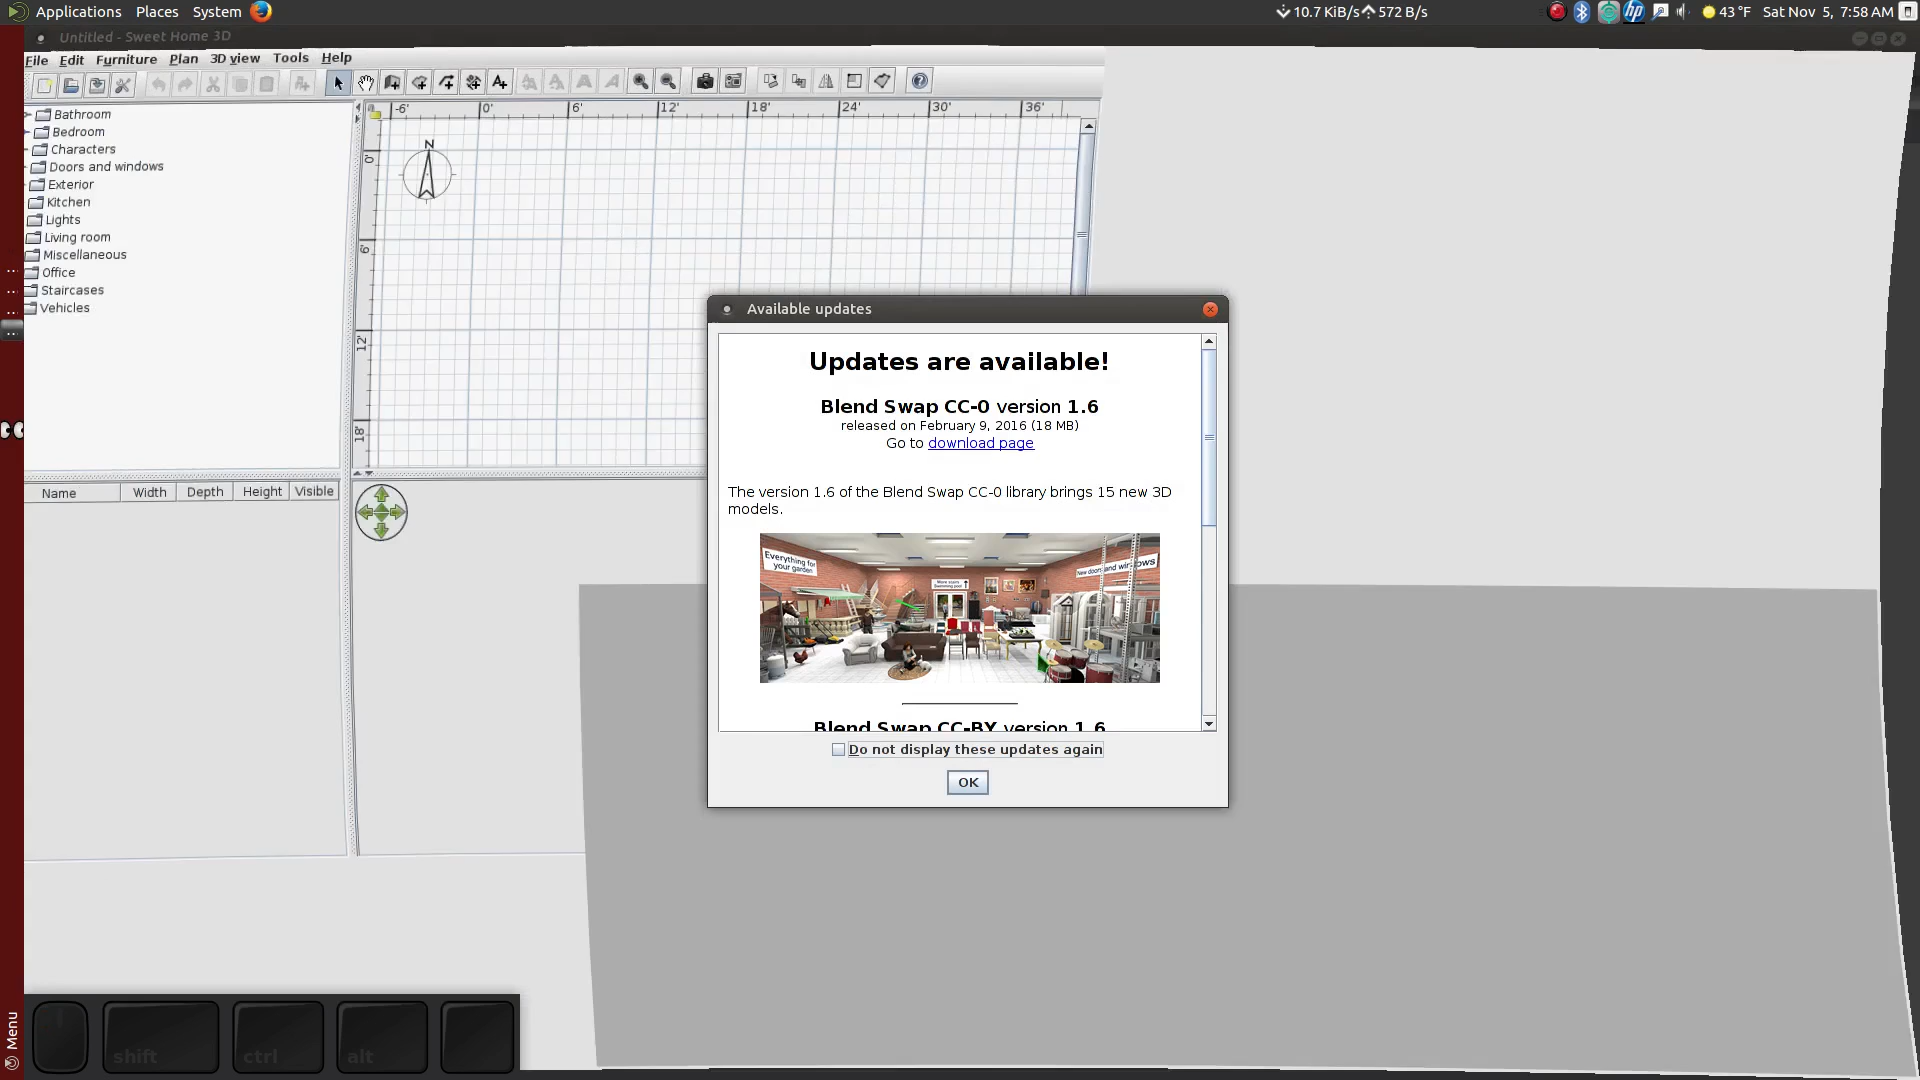 Applications Places System
10.7 KiB/s 572 B/s
43 °F Sat Nov 5, 7:58 AM
Untitled - Sweet Home 3D
File Edit Furniture Plan 3D view Tools Help
-6' 0' 6' 12' 18' 24' 30' 36'
Bathroom
Bedroom
Characters
Doors and windows
Exterior
Kitchen
Lights
Living room
Miscellaneous
Office
Staircases
Vehicles
N
0'
6'
12'
18'
Name Width Depth Height Visible
Available updates
Updates are available!
Blend Swap CC-0 version 1.6
released on February 9, 2016 (18 MB)
Go to download page
The version 1.6 of the Blend Swap CC-0 library brings 15 new 3D
models.
Everything for
your garden
More stairs
Swimming pool
New doors and windows
Blend Swap CC-BY version 1.6
Do not display these updates again
OK
Menu
shift ctrl alt
hp